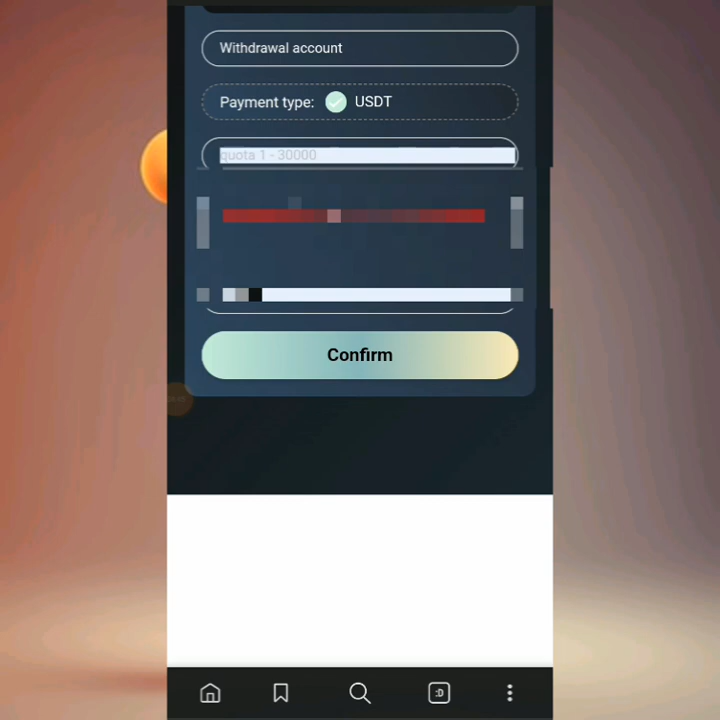 Withdrawal account
Payment type: USDT
quota 1 - 30000
Confirm
:D